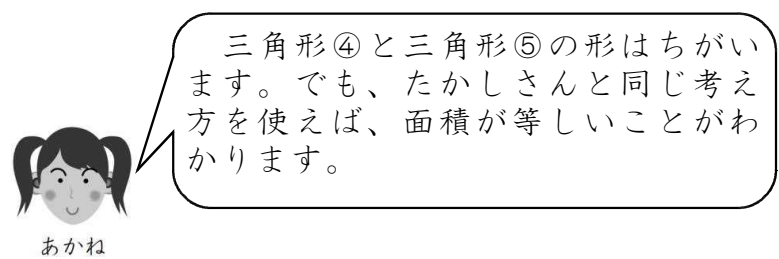 三角形④と三角形⑤の形はちがい
ます。でも、たかしさんと同じ考え
方を使えば、面積が等しいことがわ
かります。
あかね